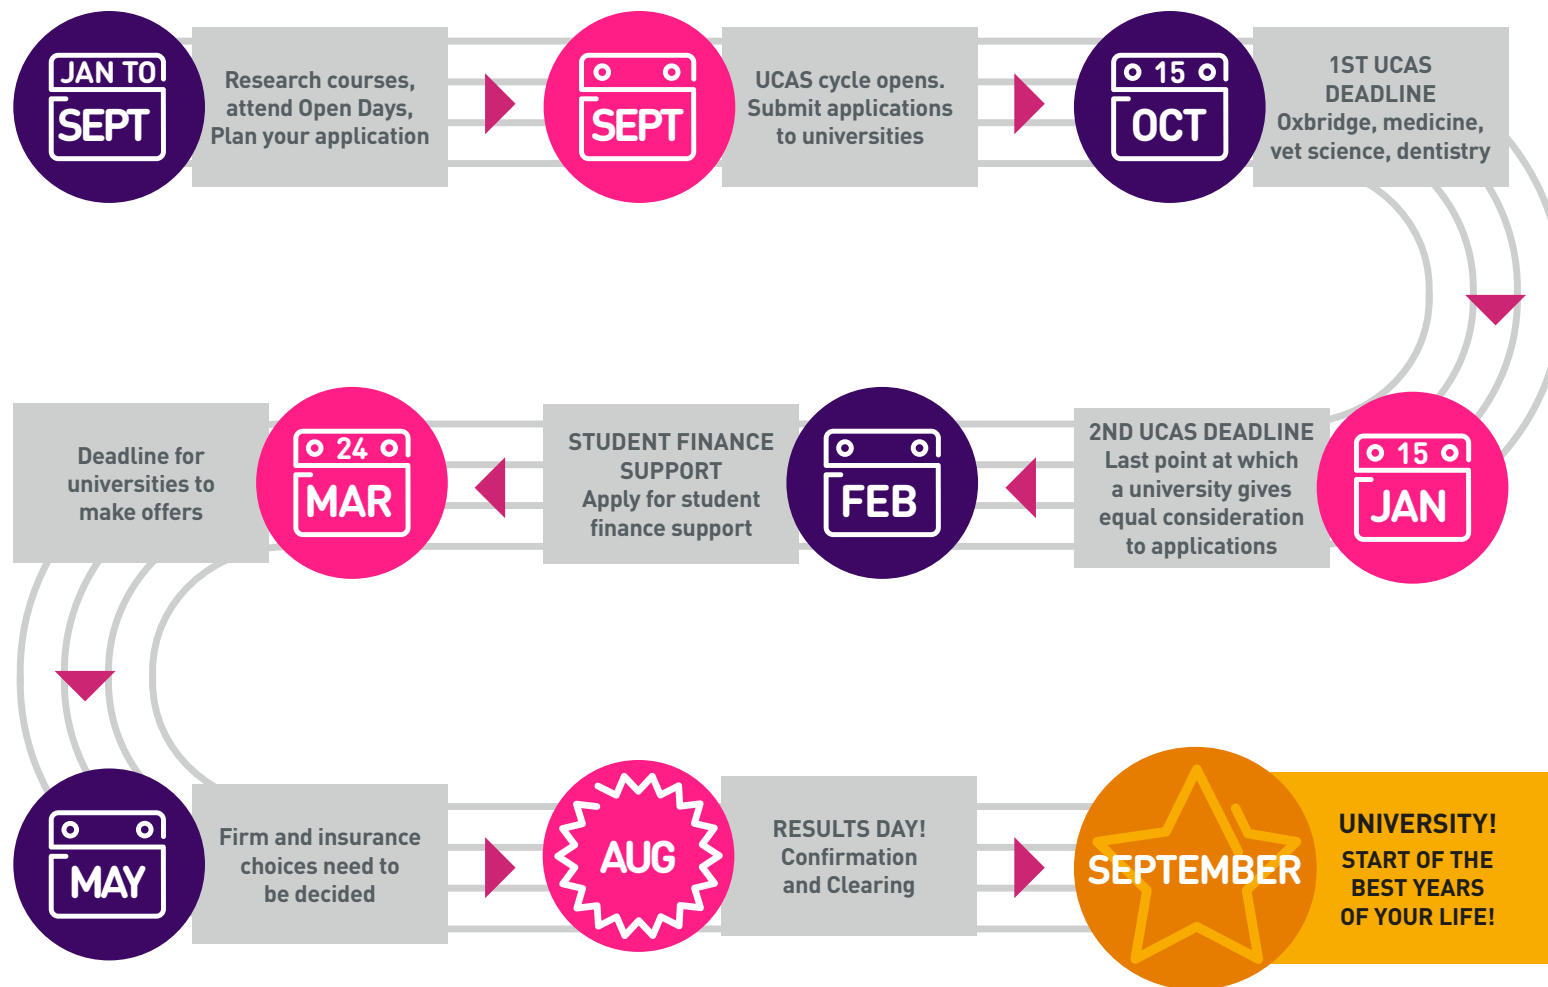 JAN TO
SEPT
Research courses,
attend Open Days,
Plan your application
SEPT
UCAS cycle opens.
Submit applications
to universities
15
OCT
1ST UCAS
DEADLINE
Oxbridge, medicine,
vet science, dentistry
15
JAN
2ND UCAS DEADLINE
Last point at which
a university gives
equal consideration
to applications
FEB
STUDENT FINANCE
SUPPORT
Apply for student
finance support
24
MAR
Deadline for
universities to
make offers
MAY
Firm and insurance
choices need to
be decided
AUG
RESULTS DAY!
Confirmation
and Clearing
SEPTEMBER
UNIVERSITY!
START OF THE
BEST YEARS
OF YOUR LIFE!